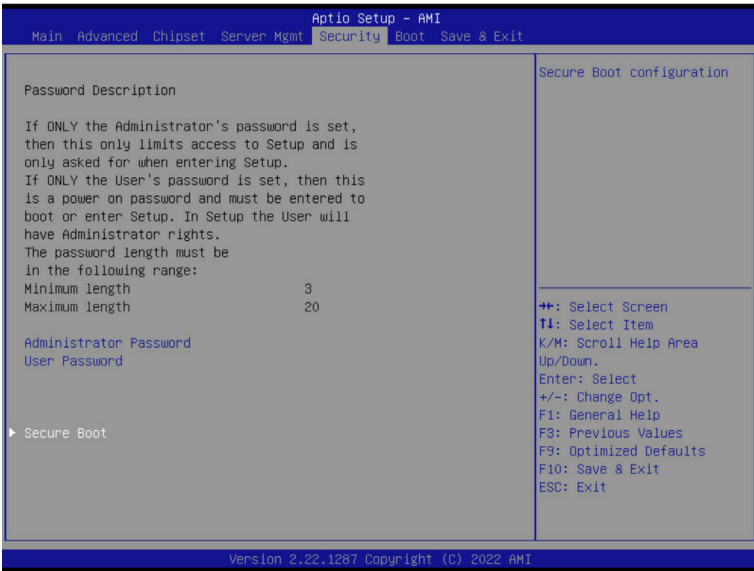 Aptio Setup – AMI
Main Advanced Chipset Server Mgmt Security Boot Save & Exit
Password Description
If ONLY the Administrator's password is set,
then this only limits access to Setup and is
only asked for when entering Setup.
If ONLY the User's password is set, then this
is a power on password and must be entered to
boot or enter Setup. In Setup the User will
have Administrator rights.
The password length must be
in the following range:
Minimum length 3
Maximum length 20
Administrator Password
User Password
▶ Secure Boot
Secure Boot configuration
→←: Select Screen
↑↓: Select Item
K/M: Scroll Help Area
Up/Down.
Enter: Select
+/-: Change Opt.
F1: General Help
F3: Previous Values
F9: Optimized Defaults
F10: Save & Exit
ESC: Exit
Version 2.22.1287 Copyright (C) 2022 AMI